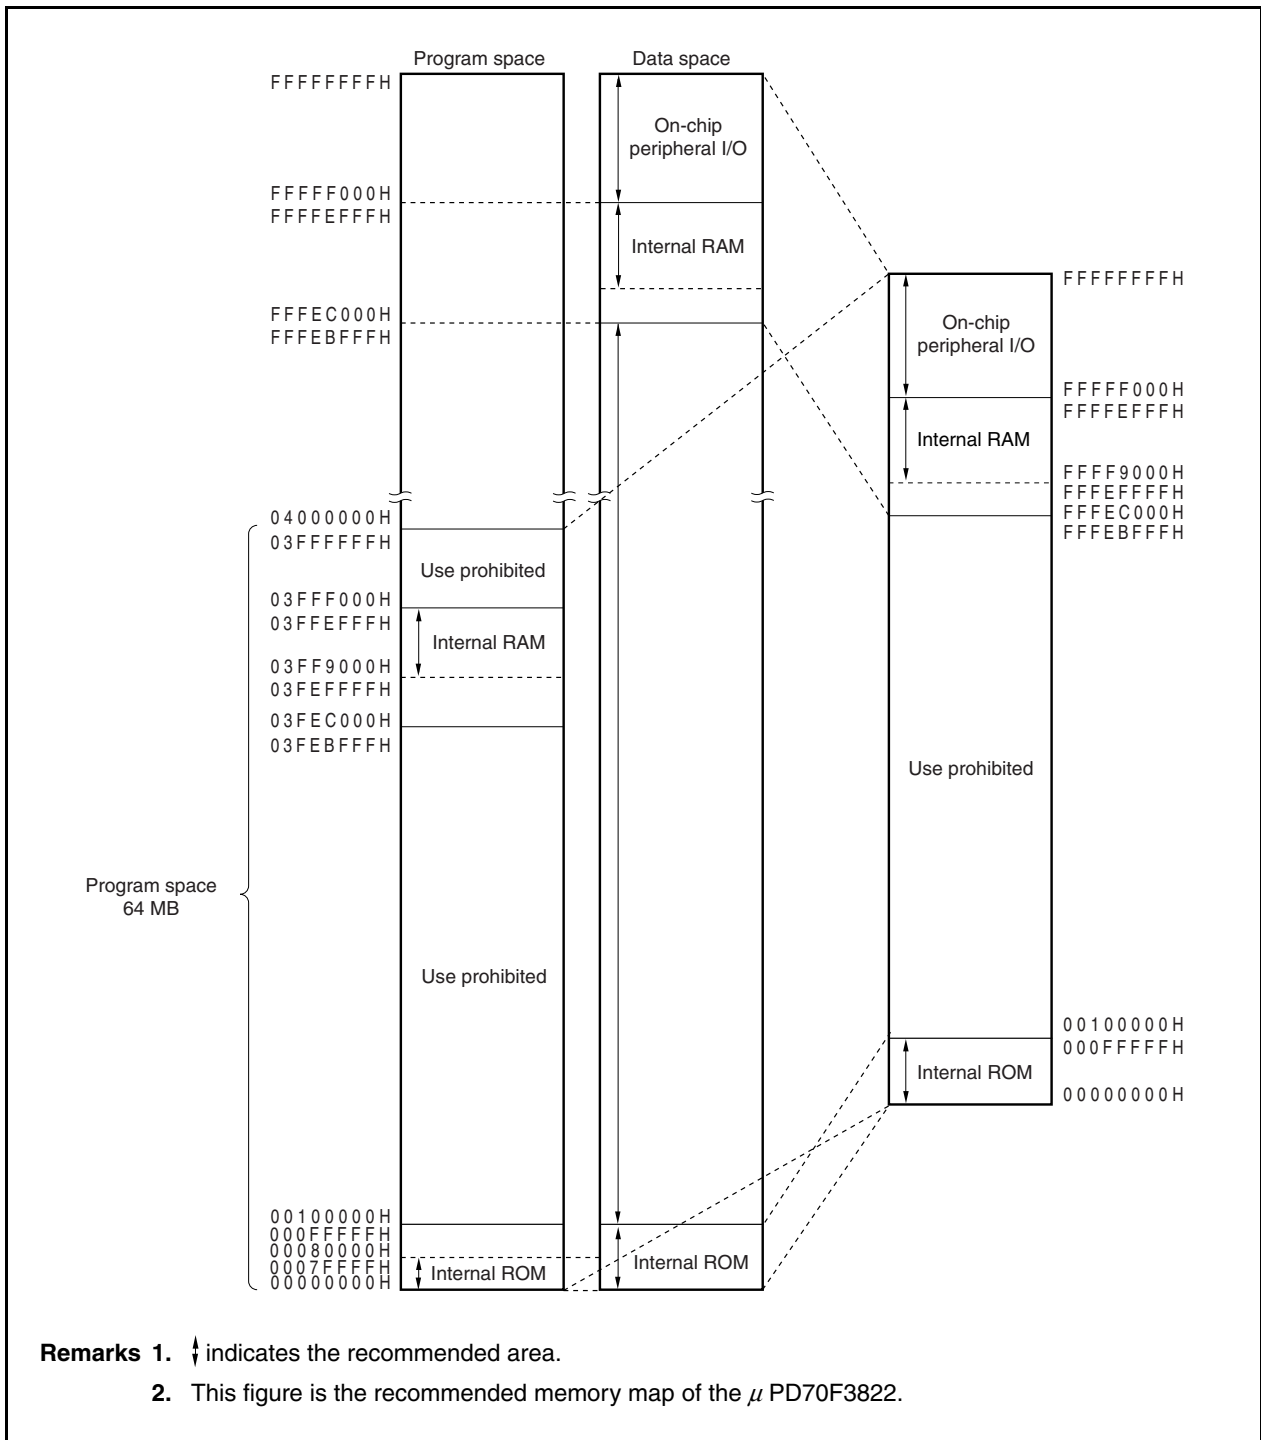 Program space
Data space
FFFFFFFFH
On-chip
peripheral I/O
FFFFF000H
FFFFEFFFH
Internal RAM
FFFEC000H
FFFEBFFFH
04000000H
03FFFFFFH
Use prohibited
03FFF000H
03FFEFFFH
Internal RAM
03FF9000H
03FEFFFFH
03FEC000H
03FEBFFFH
Program space
64 MB
Use prohibited
00100000H
000FFFFFH
00080000H
0007FFFFH
00000000H
Internal ROM
Internal ROM
FFFFFFFFH
On-chip
peripheral I/O
FFFFF000H
FFFFEFFFH
Internal RAM
FFFF9000H
FFFEFFFFH
FFFEC000H
FFFEBFFFH
Use prohibited
00100000H
000FFFFFH
Internal ROM
00000000H
Remarks 1. indicates the recommended area.
2. This figure is the recommended memory map of the μ PD70F3822.